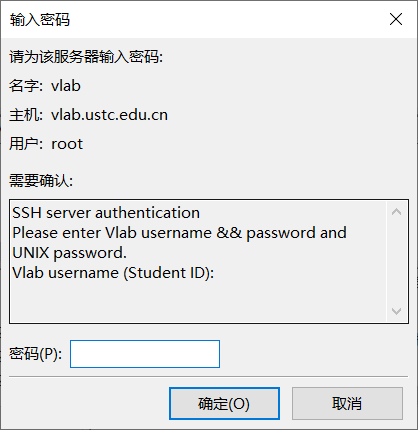 输入密码
请为该服务器输入密码:
名字: vlab
主机: vlab.ustc.edu.cn
用户: root
需要确认:
SSH server authentication
Please enter Vlab username && password and
UNIX password.
Vlab username (Student ID):
密码(P):
确定(O) 取消